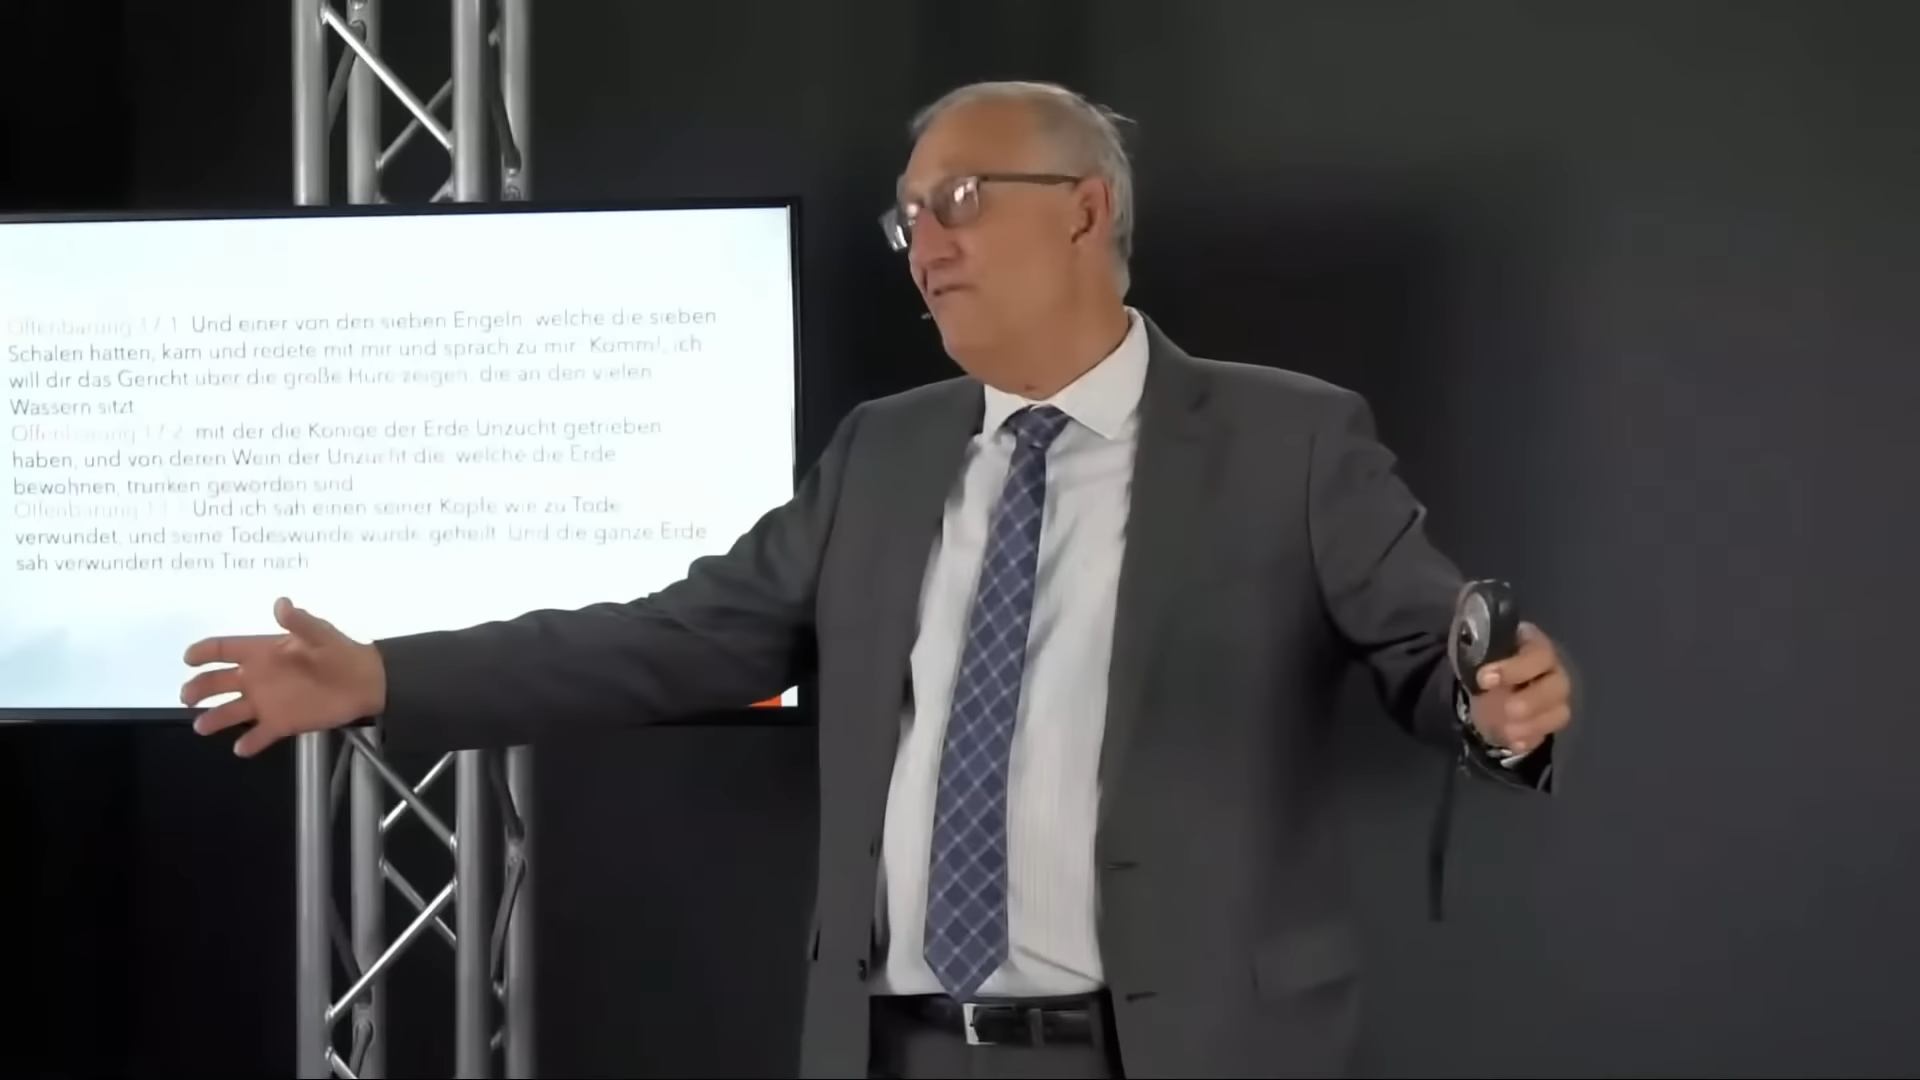 Offenbarung 17:1 Und einer von den sieben Engeln, welche die sieben
Schalen hatten, kam und redete mit mir und sprach zu mir: Komm!, ich
will dir das Gericht über die große Hure zeigen, die an den vielen
Wassern sitzt
Offenbarung 17:2 mit der die Könige der Erde Unzucht getrieben
haben, und von deren Wein der Unzucht die, welche die Erde
bewohnen, trunken geworden sind
Offenbarung Und ich sah einen seiner Köpfe wie zu Tode
verwundet, und seine Todeswunde wurde geheilt. Und die ganze Erde
sah verwundert dem Tier nach